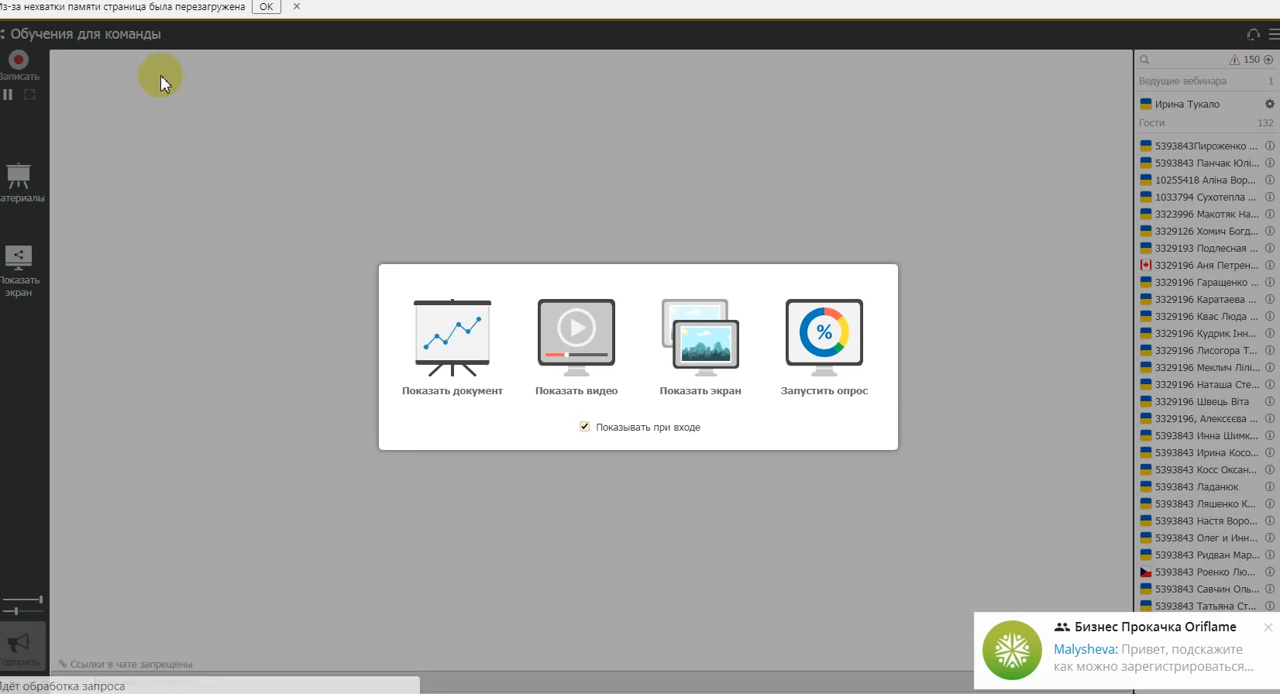 Из-за нехватки памяти страница была перезагружена OK
Обучения для команды
Записать
Материалы
Показать
экран
Показать документ
Показать видео
Показать экран
%
Запустить опрос
Показывать при входе
Ссылки в чате запрещены
Идёт обработка запроса
150
Ведущие вебинара 1
Ирина Тукало
Гости 132
5393843Пироженко ...
5393843 Панчак Юлі...
10255418 Аліна Вор...
1033794 Сухотепла ...
3323996 Макотяк На...
3329126 Хомич Богд...
3329193 Подлесная ...
3329196 Аня Петрен...
3329196 Гаращенко ...
3329196 Каратаева ...
3329196 Квас Люда ...
3329196 Кудрик Інн...
3329196 Лисогора Т...
3329196 Меклич Лілі...
3329196 Наташа Сте...
3329196 Швець Віта
3329196, Алексєєва ...
5393843 Инна Шимк...
5393843 Ирина Косо...
5393843 Косс Оксан...
5393843 Ладанюк
5393843 Ляшенко К...
5393843 Настя Воро...
5393843 Олег и Инн...
5393843 Ридван Мар...
5393843 Роенко Лю...
5393843 Савчин Оль...
5393843 Татьяна Ст...
Бизнес Прокачка Oriflame
Malysheva: Привет, подскажите
как можно зарегистрироваться...